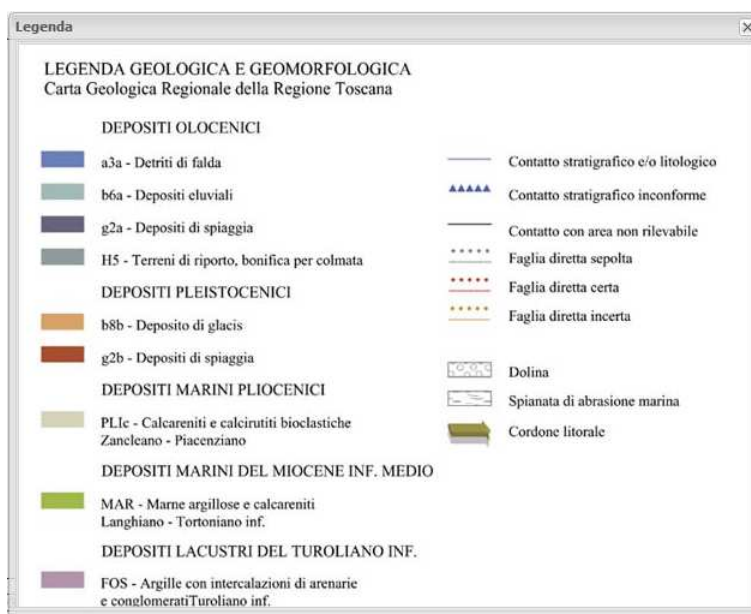 Legenda
LEGENDA GEOLOGICA E GEOMORFOLOGICA
Carta Geologica Regionale della Regione Toscana
DEPOSITI OLOCENICI
a3a - Detriti di falda
b6a - Depositi eluviali
g2a - Depositi di spiaggia
H5 - Terreni di riporto, bonifica per colmata
DEPOSITI PLEISTOCENICI
b8b - Deposito di glacis
g2b - Depositi di spiaggia
DEPOSITI MARINI PLIOCENICI
PLIc - Calcareniti e calcirutiti bioclastiche
Zancleano - Piacenziano
DEPOSITI MARINI DEL MIOCENE INF. MEDIO
MAR - Marne argillose e calcareniti
Langhiano - Tortoniano inf.
DEPOSITI LACUSTRI DEL TUROLIANO INF.
FOS - Argille con intercalazioni di arenarie
e conglomeratiTuroliano inf.
Contatto stratigrafico e/o litologico
Contatto stratigrafico inconforme
Contatto con area non rilevabile
Faglia diretta sepolta
Faglia diretta certa
Faglia diretta incerta
Dolina
Spianata di abrasione marina
Cordone litorale